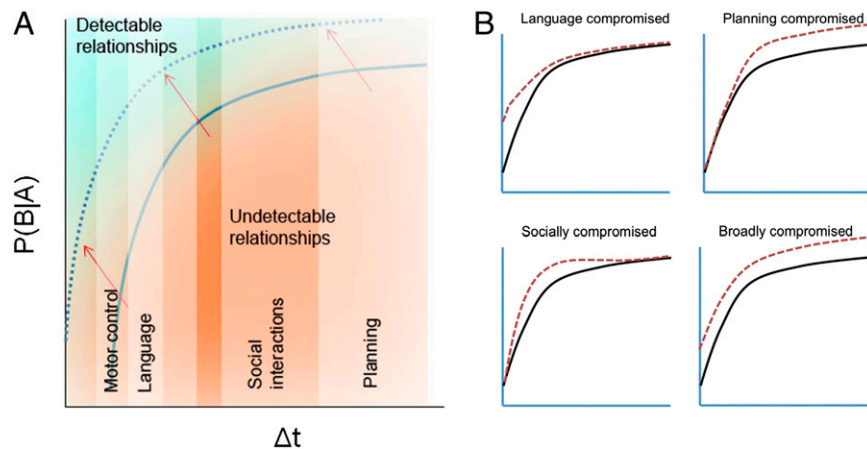 A
Detectable
relationships
P(B|A)
Undetectable
relationships
Motor control
Language
Social
interactions
Planning
Δt
B
Language compromised
Planning compromised
Socially compromised
Broadly compromised